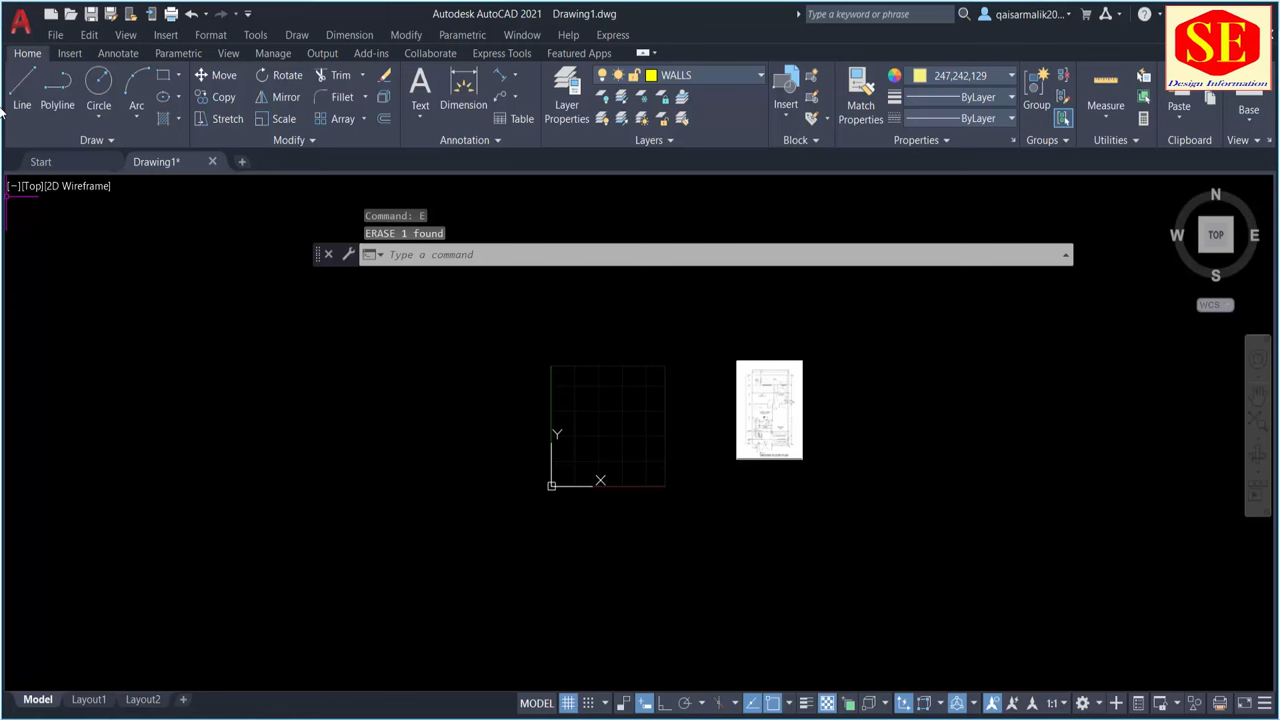 Autodesk AutoCAD 2021 Drawing1.dwg
Type a keyword or phrase
qaisarmalik20...
SE
Design Information
File Edit View Insert Format Tools Draw Dimension Modify Parametric Window Help Express
Home Insert Annotate Parametric View Manage Output Add-ins Collaborate Express Tools Featured Apps
Line Polyline Circle Arc
Move Rotate Trim
Copy Mirror Fillet
Stretch Scale Array
Text Dimension Table
Layer Properties
WALLS
Insert
Match Properties
247,242,129
ByLayer
ByLayer
Group
Measure
Paste
Base
Draw Modify Annotation Layers Block Properties Groups Utilities Clipboard View
Start Drawing1*
[−][Top][2D Wireframe]
Command: E
ERASE 1 found
Type a command
N
W TOP E
S
WCS
Y
X
Model Layout1 Layout2
MODEL 1:1